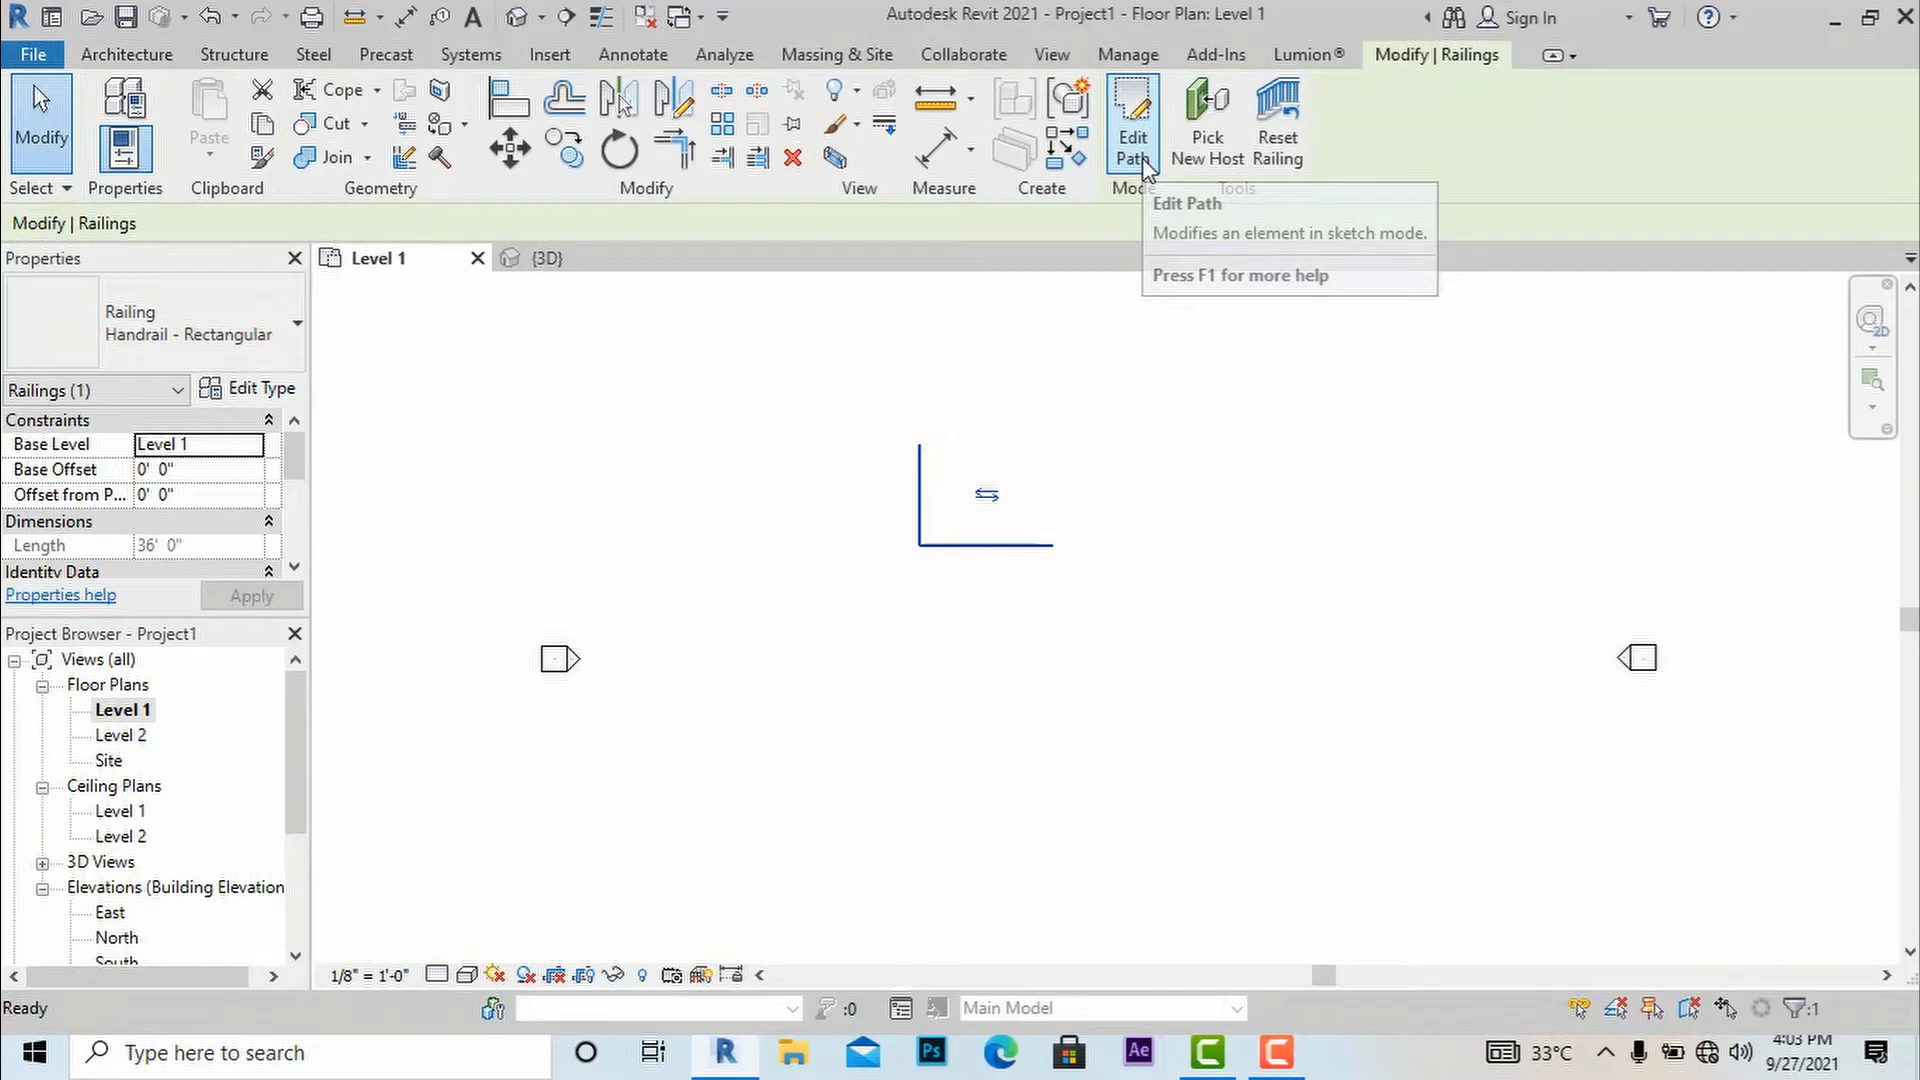 Autodesk Revit 2021 - Project1 - Floor Plan: Level 1
Sign In
File Architecture Structure Steel Precast Systems Insert Annotate Analyze Massing & Site Collaborate View Manage Add-Ins Lumion® Modify | Railings
Modify
Paste
Cope
Cut
Join
Edit Path
Pick New Host
Reset Railing
Select Properties Clipboard Geometry Modify View Measure Create Mode Tools
Edit Path
Modifies an element in sketch mode.
Press F1 for more help
Modify | Railings
Properties
Level 1
{3D}
2D
Railing
Handrail - Rectangular
Railings (1)
Edit Type
Constraints
Base Level Level 1
Base Offset 0' 0"
Offset from P... 0' 0"
Dimensions
Length 36' 0"
Identity Data
Properties help
Apply
Project Browser - Project1
Views (all)
Floor Plans
Level 1
Level 2
Site
Ceiling Plans
Level 1
Level 2
3D Views
Elevations (Building Elevation
East
North
South
1/8" = 1'-0"
Ready
:0
Main Model
:1
Type here to search
Ps
Ae
33°C
4:03 PM
9/27/2021